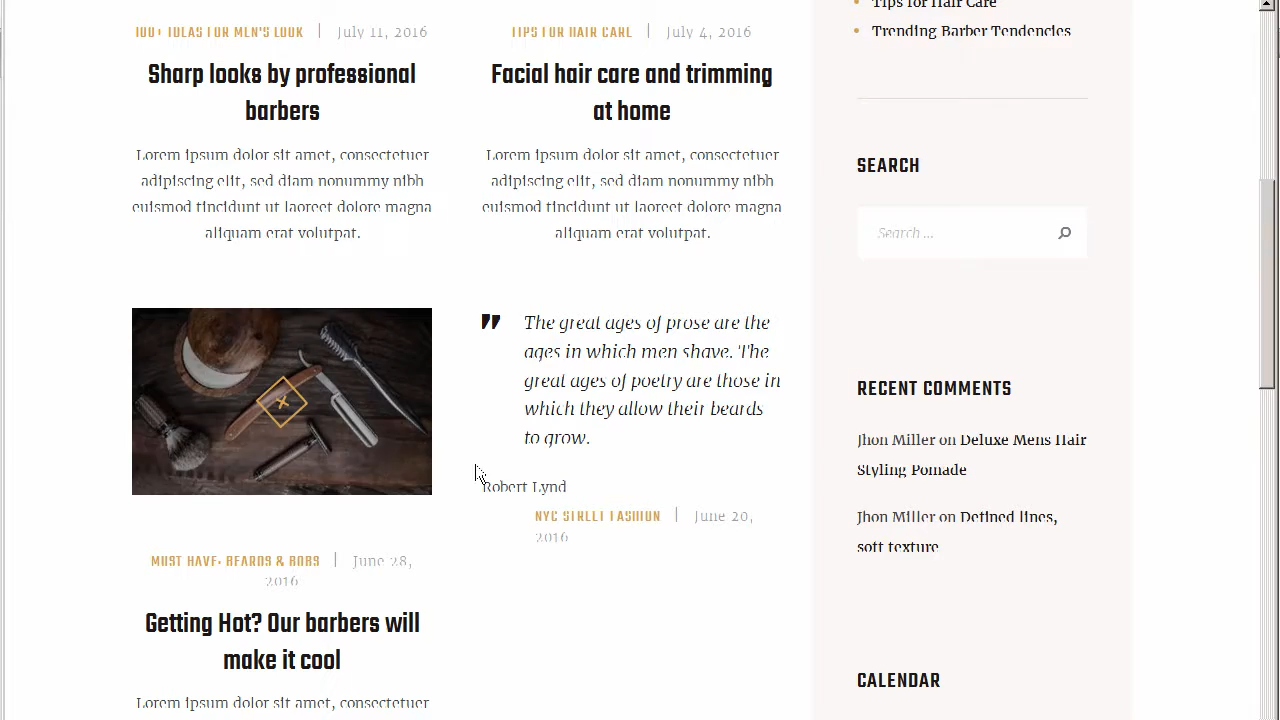 100+ IDEAS FOR MEN'S LOOK | July 11, 2016
Sharp looks by professional
barbers
Lorem ipsum dolor sit amet, consectetuer
adipiscing elit, sed diam nonummy nibh
euismod tincidunt ut laoreet dolore magna
aliquam erat volutpat.
TIPS FOR HAIR CARE | July 4, 2016
Facial hair care and trimming
at home
Lorem ipsum dolor sit amet, consectetuer
adipiscing elit, sed diam nonummy nibh
euismod tincidunt ut laoreet dolore magna
aliquam erat volutpat.
" The great ages of prose are the
ages in which men shave. The
great ages of poetry are those in
which they allow their beards
to grow.
Robert Lynd
NYC STREET FASHION | June 20,
2016
MUST HAVE: BEARDS & BOBS | June 28,
2016
Getting Hot? Our barbers will
make it cool
Lorem ipsum dolor sit amet, consectetuer
Tips for Hair Care
Trending Barber Tendencies
SEARCH
Search ...
RECENT COMMENTS
Jhon Miller on Deluxe Mens Hair
Styling Pomade
Jhon Miller on Defined lines,
soft texture
CALENDAR